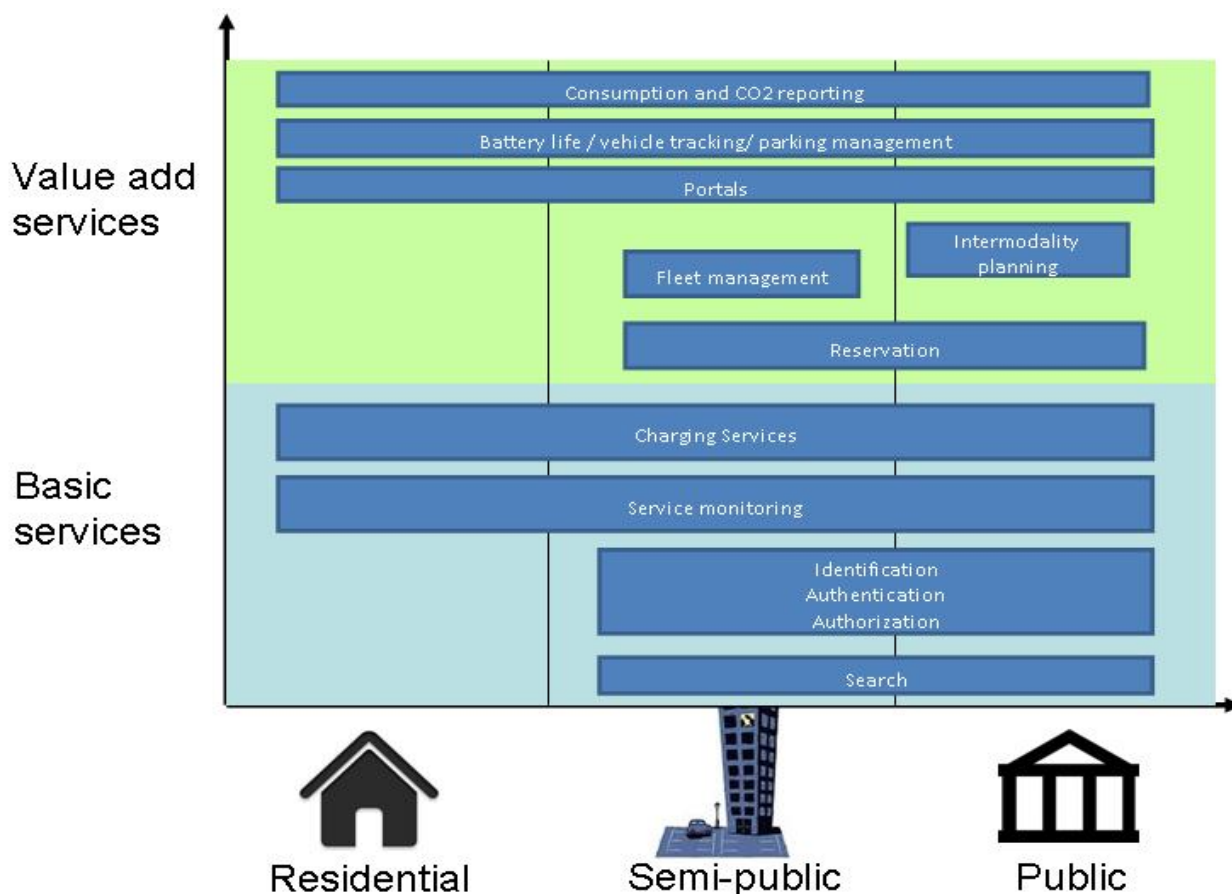 Consumption and CO2 reporting
Battery life / vehicle tracking/ parking management
Value add
services
Portals
Intermodality
planning
Fleet management
Reservation
Charging Services
Basic
services
Service monitoring
Identification
Authentication
Authorization
Search
Residential
Semi-public
Public